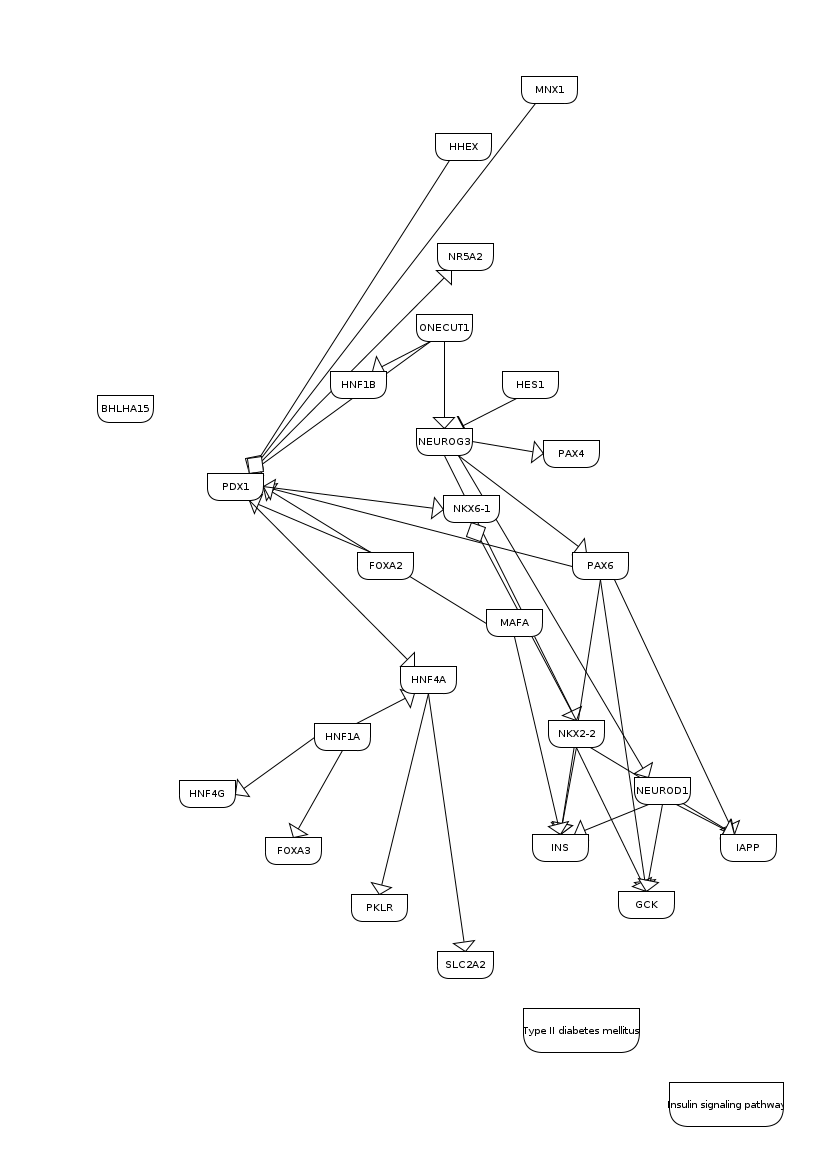 MNX1
HHEX
NR5A2
ONECUT1
HNF1B
HES1
BHLHA15
NEUROG3
PAX4
PDX1
NKX6-1
FOXA2
PAX6
MAFA
HNF4A
HNF1A
NKX2-2
HNF4G
NEUROD1
FOXA3
INS
IAPP
PKLR
GCK
SLC2A2
Type II diabetes mellitus
Insulin signaling pathway